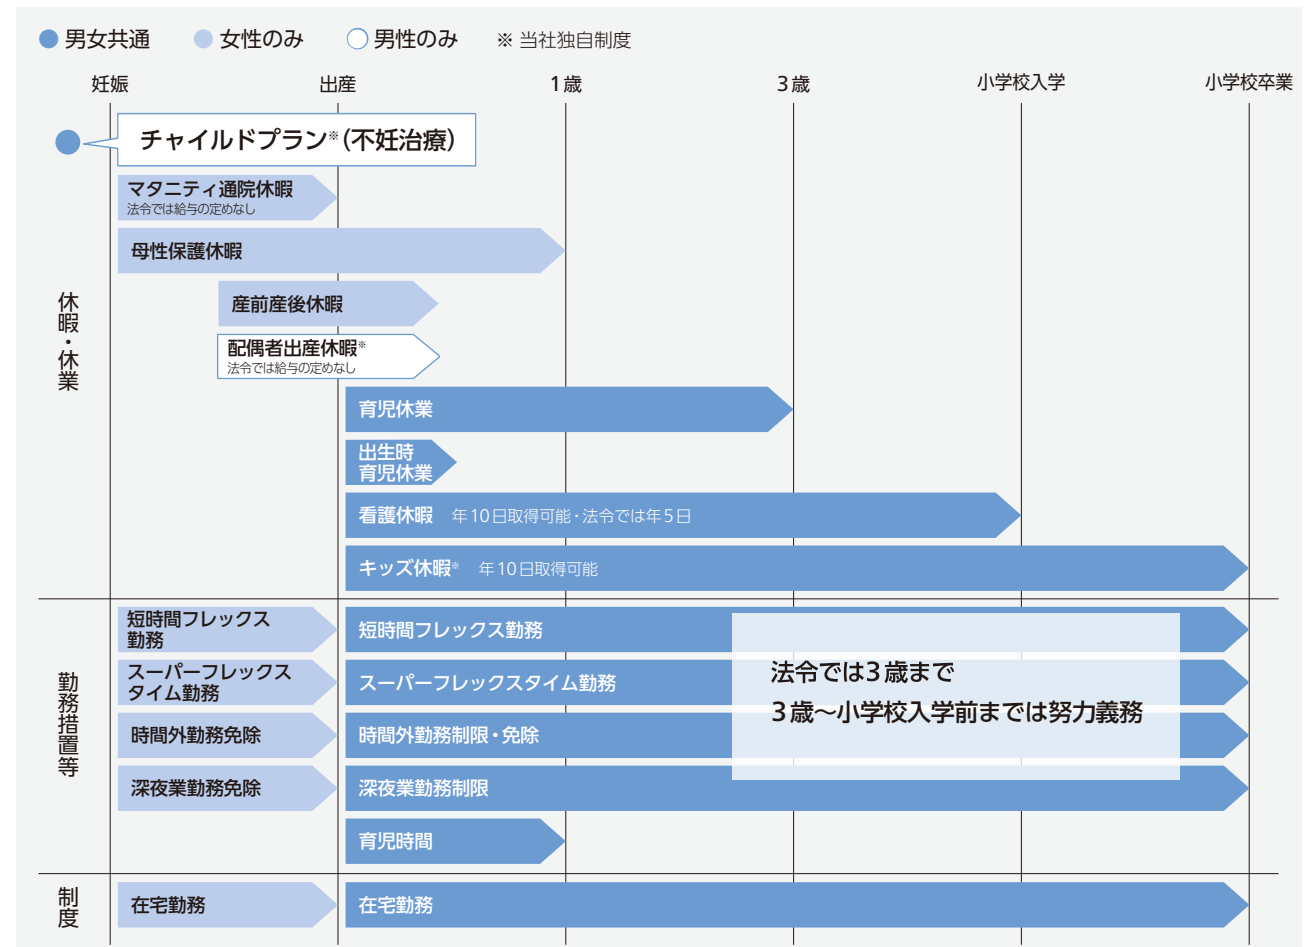 男女共通 女性のみ 男性のみ ※ 当社独自制度
妊娠 出産 1歳 3歳 小学校入学 小学校卒業
休暇・休業
チャイルドプラン※(不妊治療)
マタニティ通院休暇
法令では給与の定めなし
母性保護休暇
産前産後休暇
配偶者出産休暇※
法令では給与の定めなし
育児休業
出生時
育児休業
看護休暇 年10日取得可能・法令では年5日
キッズ休暇※ 年10日取得可能
勤務措置等
短時間フレックス
勤務
短時間フレックス勤務
スーパーフレックス
タイム勤務
スーパーフレックスタイム勤務
法令では3歳まで
3歳～小学校入学前までは努力義務
時間外勤務免除
時間外勤務制限・免除
深夜業勤務免除
深夜業勤務制限
育児時間
制度
在宅勤務
在宅勤務